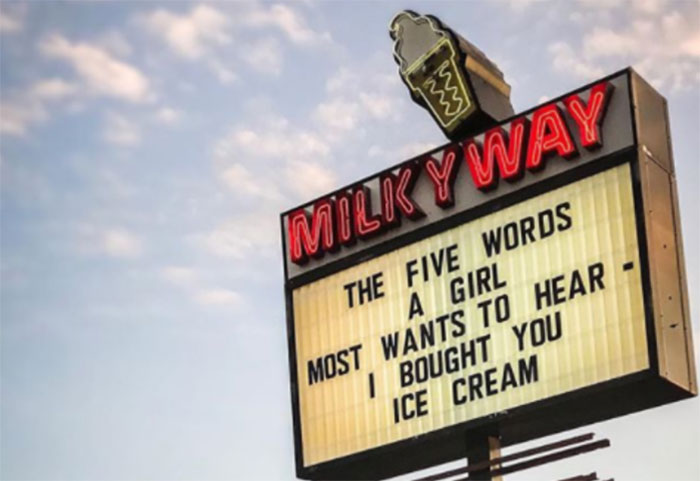 MILKY WAY
THE FIVE WORDS
A GIRL
MOST WANTS TO HEAR -
I BOUGHT YOU
ICE CREAM